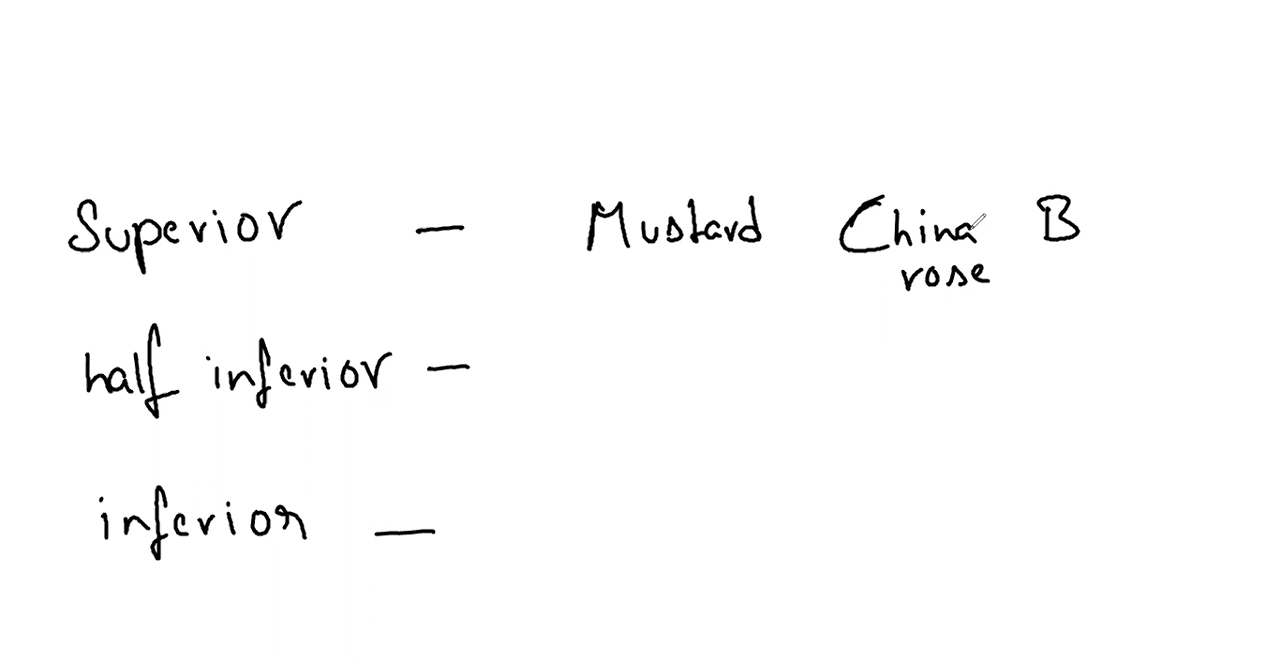 Superior — Mustard China B
rose
half inferior —
inferior —